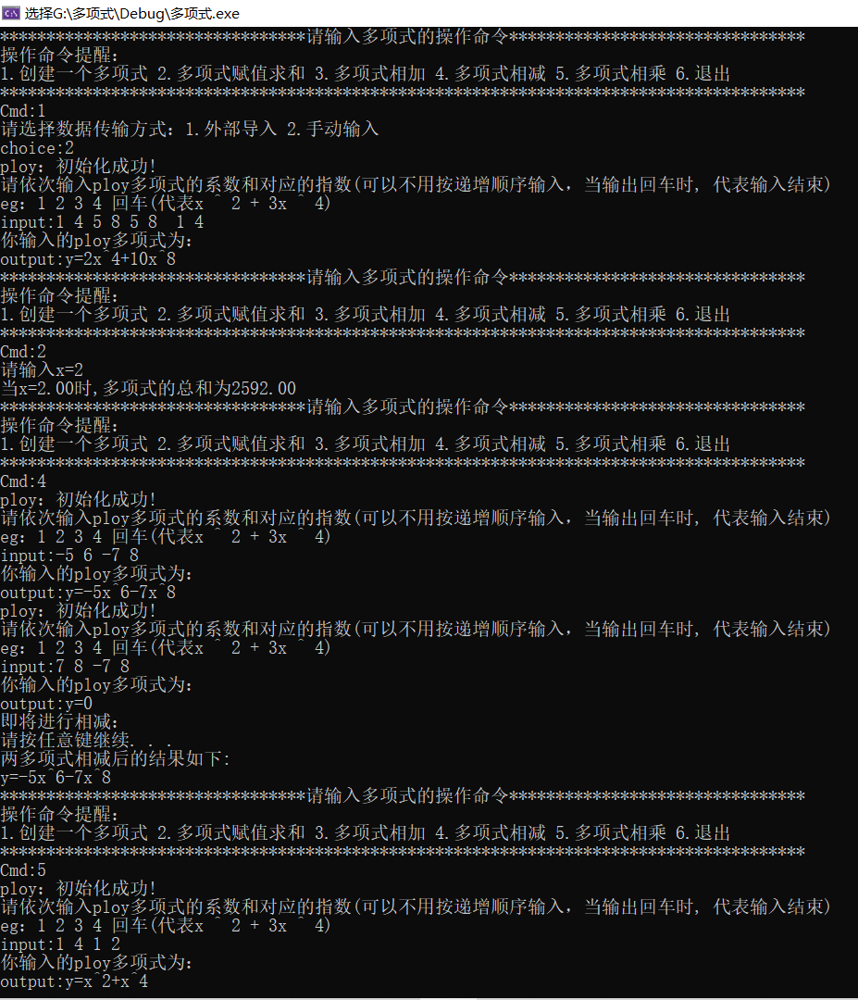 选择G:\多项式\Debug\多项式.exe
*********************************请输入多项式的操作命令********************************
操作命令提醒：
1.创建一个多项式 2.多项式赋值求和 3.多项式相加 4.多项式相减 5.多项式相乘 6.退出
***************************************************************************************
Cmd:1
请选择数据传输方式：1.外部导入 2.手动输入
choice:2
ploy：初始化成功!
请依次输入ploy多项式的系数和对应的指数(可以不用按递增顺序输入，当输出回车时, 代表输入结束)
eg：1 2 3 4 回车(代表x ^ 2 + 3x ^ 4)
input:1 4 5 8 5 8  1 4
你输入的ploy多项式为：
output:y=2x^4+10x^8
*********************************请输入多项式的操作命令********************************
操作命令提醒：
1.创建一个多项式 2.多项式赋值求和 3.多项式相加 4.多项式相减 5.多项式相乘 6.退出
***************************************************************************************
Cmd:2
请输入x=2
当x=2.00时,多项式的总和为2592.00
*********************************请输入多项式的操作命令********************************
操作命令提醒：
1.创建一个多项式 2.多项式赋值求和 3.多项式相加 4.多项式相减 5.多项式相乘 6.退出
***************************************************************************************
Cmd:4
ploy：初始化成功!
请依次输入ploy多项式的系数和对应的指数(可以不用按递增顺序输入，当输出回车时, 代表输入结束)
eg：1 2 3 4 回车(代表x ^ 2 + 3x ^ 4)
input:-5 6 -7 8
你输入的ploy多项式为：
output:y=-5x^6-7x^8
ploy：初始化成功!
请依次输入ploy多项式的系数和对应的指数(可以不用按递增顺序输入，当输出回车时, 代表输入结束)
eg：1 2 3 4 回车(代表x ^ 2 + 3x ^ 4)
input:7 8 -7 8
你输入的ploy多项式为：
output:y=0
即将进行相减：
请按任意键继续. . .
两多项式相减后的结果如下:
y=-5x^6-7x^8
*********************************请输入多项式的操作命令********************************
操作命令提醒：
1.创建一个多项式 2.多项式赋值求和 3.多项式相加 4.多项式相减 5.多项式相乘 6.退出
***************************************************************************************
Cmd:5
ploy：初始化成功!
请依次输入ploy多项式的系数和对应的指数(可以不用按递增顺序输入，当输出回车时, 代表输入结束)
eg：1 2 3 4 回车(代表x ^ 2 + 3x ^ 4)
input:1 4 1 2
你输入的ploy多项式为：
output:y=x^2+x^4